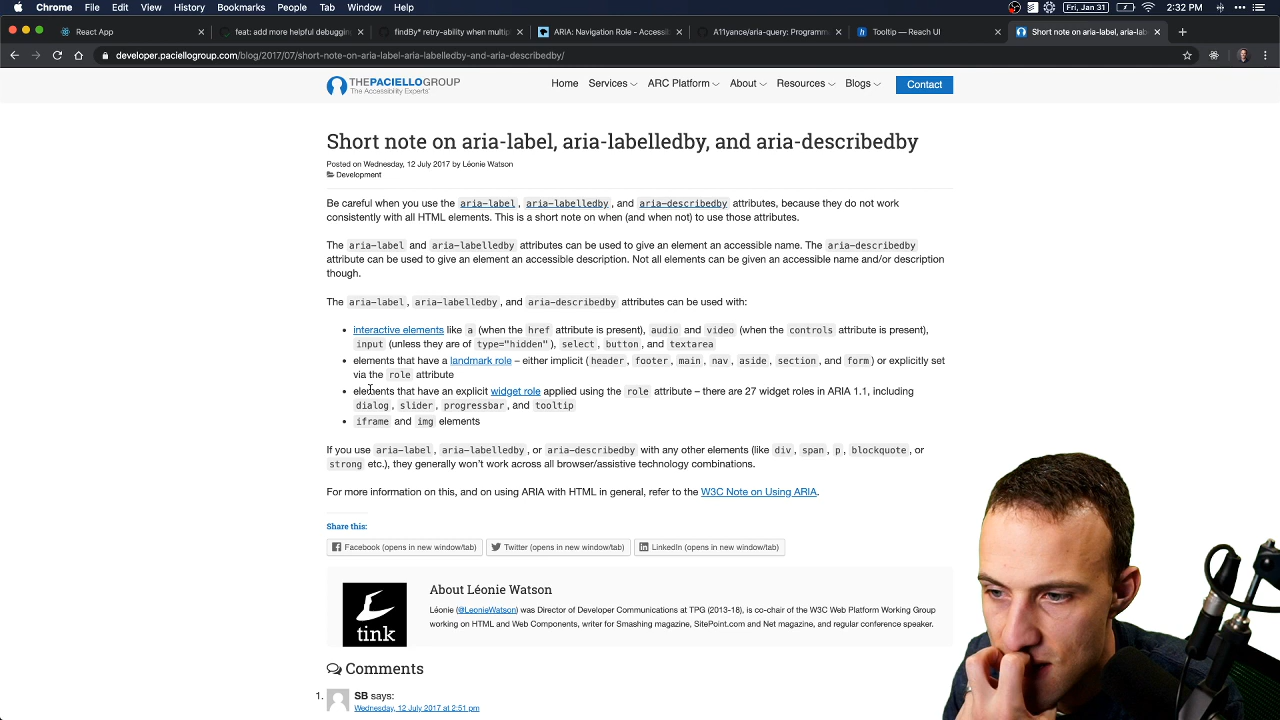 Chrome File Edit View History Bookmarks People Tab Window Help
Fri, Jan 31 2:32 PM
React App
feat: add more helpful debuggin
findBy* retry-ability when multip
ARIA: Navigation Role - Accessib
A11yance/aria-query: Programm
Tooltip — Reach UI
Short note on aria-label, aria-lab
developer.paciellogroup.com/blog/2017/07/short-note-on-aria-label-aria-labelledby-and-aria-describedby/
THEPACIELLOGROUP
The Accessibility Experts
Home Services ARC Platform About Resources Blogs Contact
Short note on aria-label, aria-labelledby, and aria-describedby
Posted on Wednesday, 12 July 2017 by Léonie Watson
Development
Be careful when you use the aria-label, aria-labelledby, and aria-describedby attributes, because they do not work
consistently with all HTML elements. This is a short note on when (and when not) to use those attributes.
The aria-label and aria-labelledby attributes can be used to give an element an accessible name. The aria-describedby
attribute can be used to give an element an accessible description. Not all elements can be given an accessible name and/or description
though.
The aria-label, aria-labelledby, and aria-describedby attributes can be used with:
interactive elements like a (when the href attribute is present), audio and video (when the controls attribute is present),
input (unless they are of type="hidden"), select, button, and textarea
elements that have a landmark role – either implicit (header, footer, main, nav, aside, section, and form) or explicitly set
via the role attribute
elements that have an explicit widget role applied using the role attribute – there are 27 widget roles in ARIA 1.1, including
dialog, slider, progressbar, and tooltip
iframe and img elements
If you use aria-label, aria-labelledby, or aria-describedby with any other elements (like div, span, p, blockquote, or
strong etc.), they generally won't work across all browser/assistive technology combinations.
For more information on this, and on using ARIA with HTML in general, refer to the W3C Note on Using ARIA.
Share this:
Facebook (opens in new window/tab) Twitter (opens in new window/tab) LinkedIn (opens in new window/tab)
tink
About Léonie Watson
Léonie (@LeonieWatson) was Director of Developer Communications at TPG (2013-18), is co-chair of the W3C Web Platform Working Group
working on HTML and Web Components, writer for Smashing magazine, SitePoint.com and Net magazine, and regular conference speaker.
Comments
1. SB says:
Wednesday, 12 July 2017 at 2:51 pm